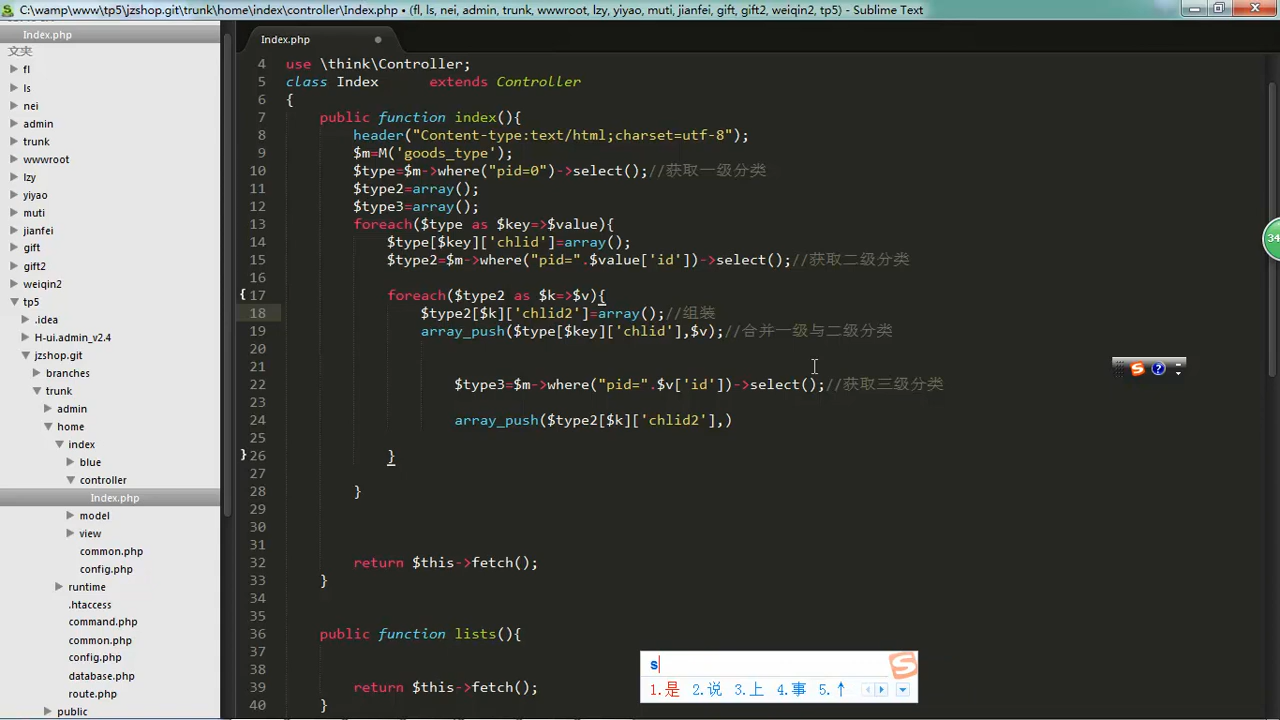 C:\wamp\www\tp5\jzshop.git\trunk\home\index\controller\Index.php • (fl, ls, nei, admin, trunk, wwwroot, lzy, yiyao, muti, jianfei, gift, gift2, weiqin2, tp5) - Sublime Text
Index.php
fl
ls
nei
admin
trunk
wwwroot
lzy
yiyao
muti
jianfei
gift
gift2
weiqin2
tp5
.idea
H-ui.admin_v2.4
jzshop.git
branches
trunk
admin
home
index
blue
controller
Index.php
model
view
common.php
config.php
runtime
.htaccess
command.php
common.php
config.php
database.php
route.php
public
Index.php
4 use \think\Controller;
5 class Index extends Controller
6 {
7 public function index(){
8 header("Content-type:text/html;charset=utf-8");
9 $m=M('goods_type');
10 $type=$m->where("pid=0")->select();//获取一级分类
11 $type2=array();
12 $type3=array();
13 foreach($type as $key=>$value){
14 $type[$key]['chlid']=array();
15 $type2=$m->where("pid=".$value['id'])->select();//获取二级分类
16
17 foreach($type2 as $k=>$v){
18 $type2[$k]['chlid2']=array();//组装
19 array_push($type[$key]['chlid'],$v);//合并一级与二级分类
20
21
22 $type3=$m->where("pid=".$v['id'])->select();//获取三级分类
23
24 array_push($type2[$k]['chlid2'],)
25
26 }
27
28 }
29
30
31
32 return $this->fetch();
33 }
34
35
36 public function lists(){
37
38
39 return $this->fetch();
40 }
34
s
1.是 2.说 3.上 4.事 5.↑